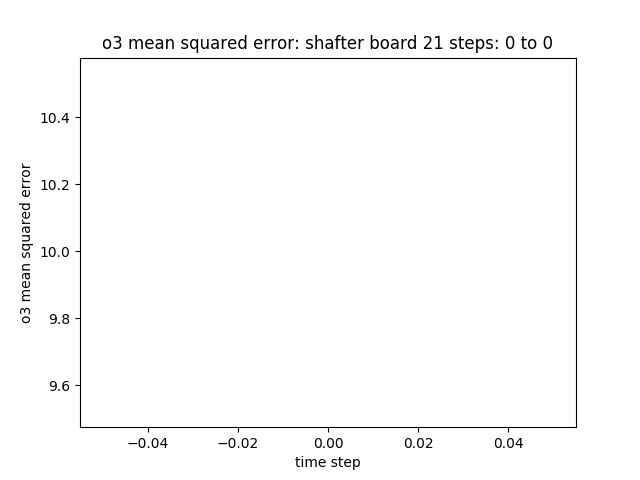 o3 mean squared error: shafter board 21 steps: 0 to 0
10.4
10.2
10.0
9.8
9.6
o3 mean squared error
−0.04 −0.02 0.00 0.02 0.04
time step